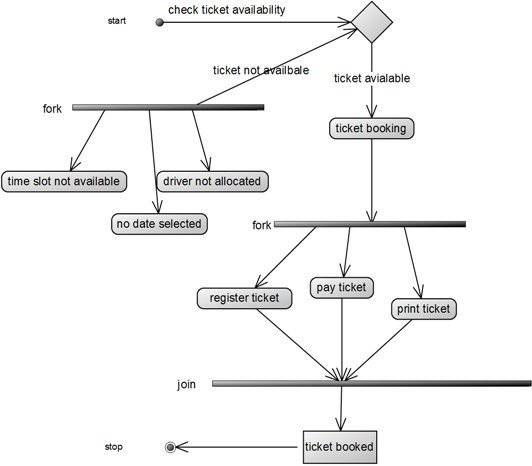 check ticket availability
start
ticket not availbale
ticket avialable
fork
ticket booking
time slot not available
driver not allocated
no date selected
fork
register ticket
pay ticket
print ticket
join
ticket booked
stop